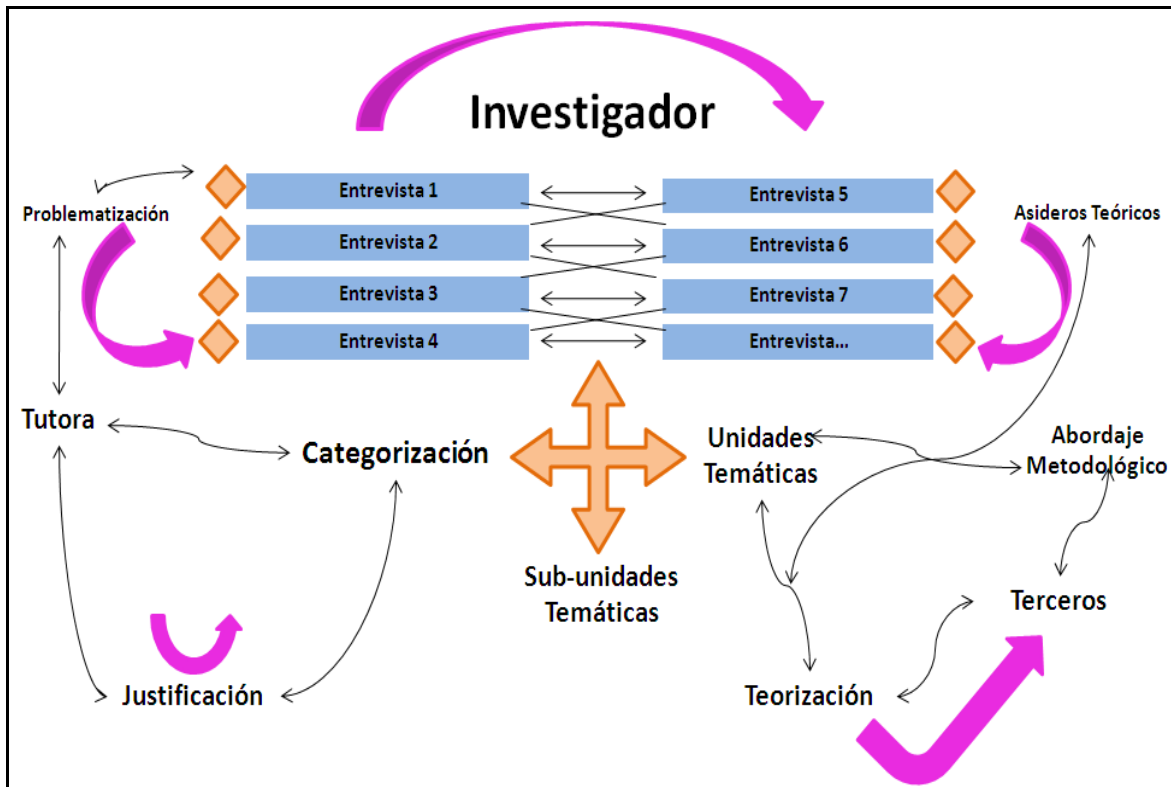 Investigador
Entrevista 1
Entrevista 5
Problematización
Asideros Teóricos
Entrevista 2
Entrevista 6
Entrevista 3
Entrevista 7
Entrevista 4
Entrevista...
Tutora
Categorización
Unidades
Temáticas
Abordaje
Metodológico
Sub-unidades
Temáticas
Terceros
Justificación
Teorización